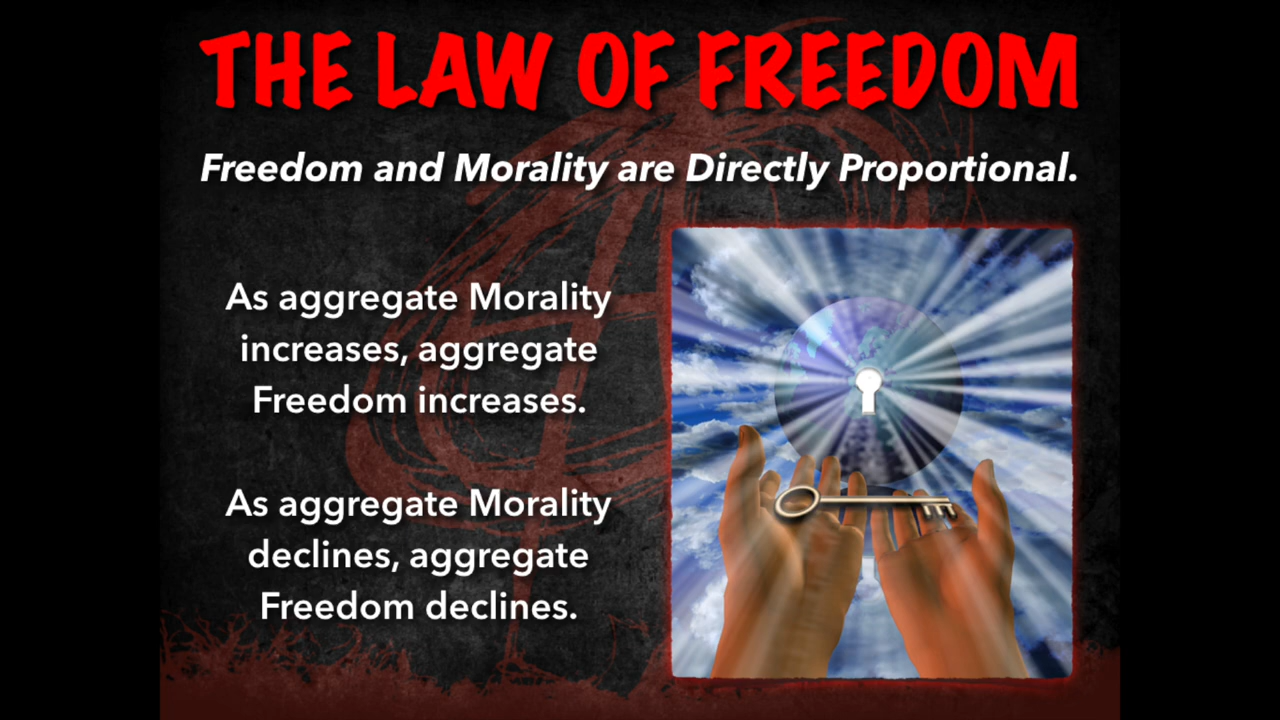 THE LAW OF FREEDOM
Freedom and Morality are Directly Proportional.
As aggregate Morality
increases, aggregate
Freedom increases.
As aggregate Morality
declines, aggregate
Freedom declines.